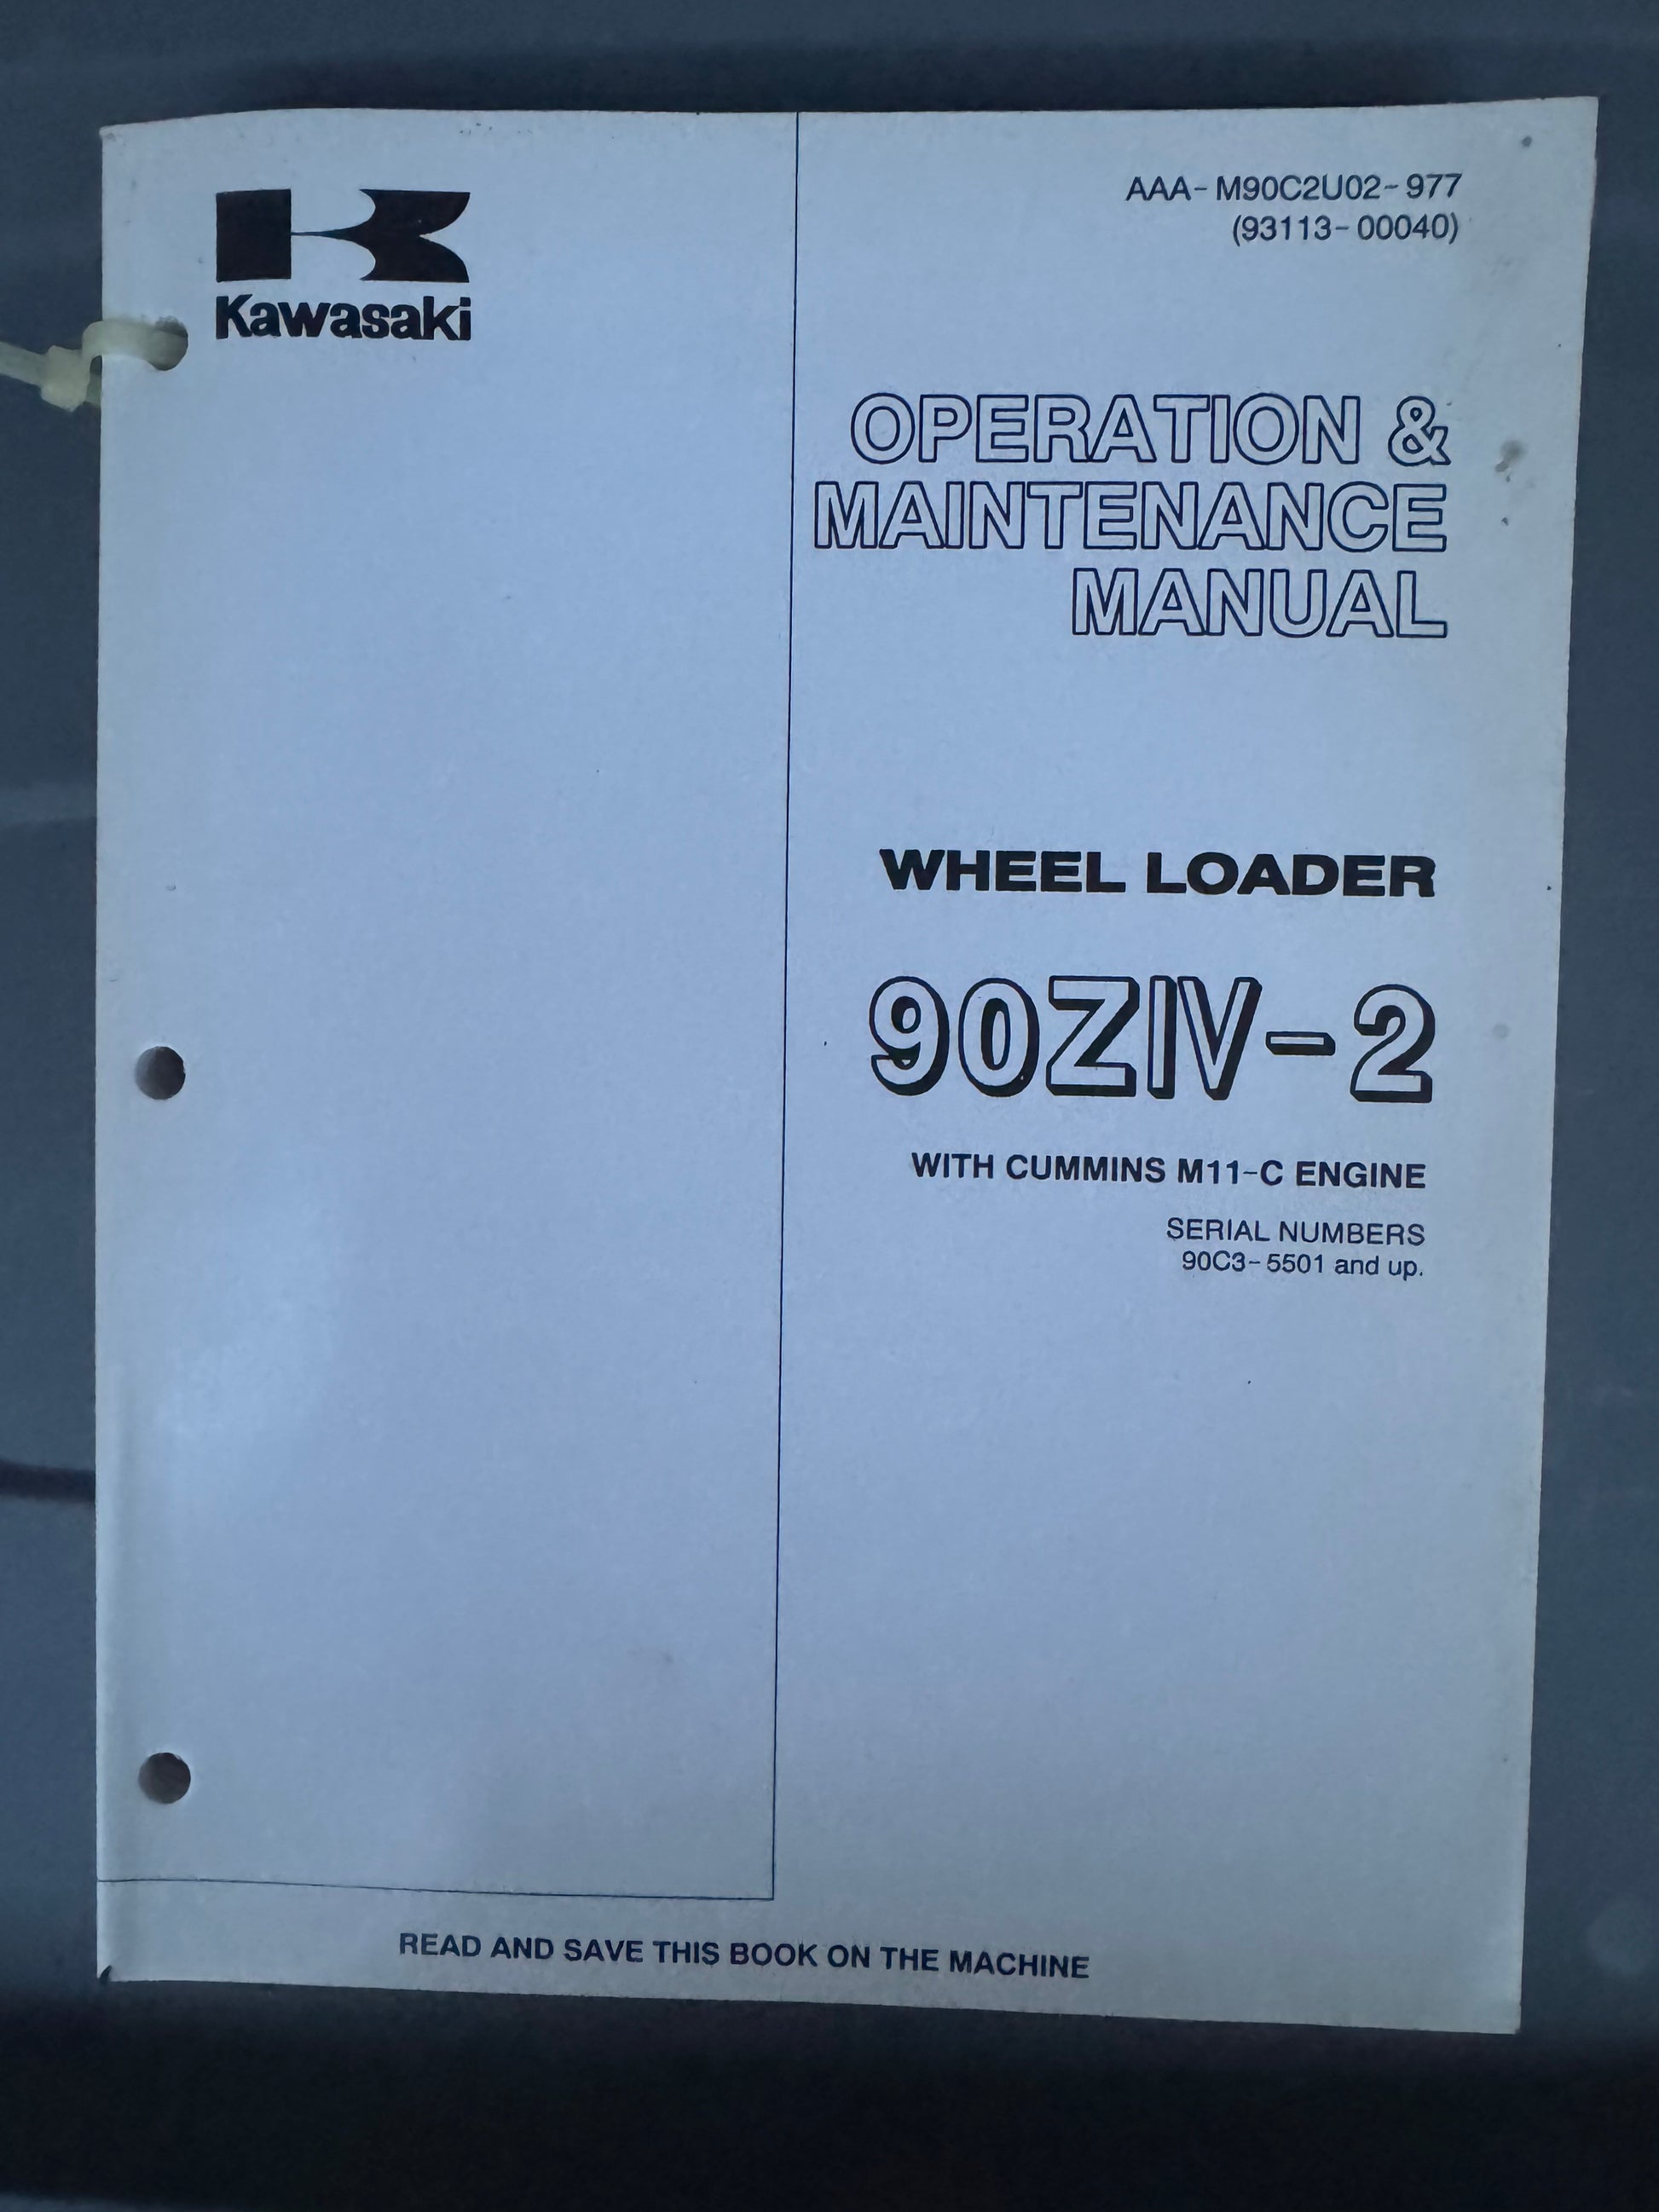 Kawasaki
AAA-M90C2U02-977
(93113-00040)
OPERATION &
MAINTENANCE
MANUAL
WHEEL LOADER
90ZIV-2
WITH CUMMINS M11-C ENGINE
SERIAL NUMBERS
90C3-5501 and up.
READ AND SAVE THIS BOOK ON THE MACHINE